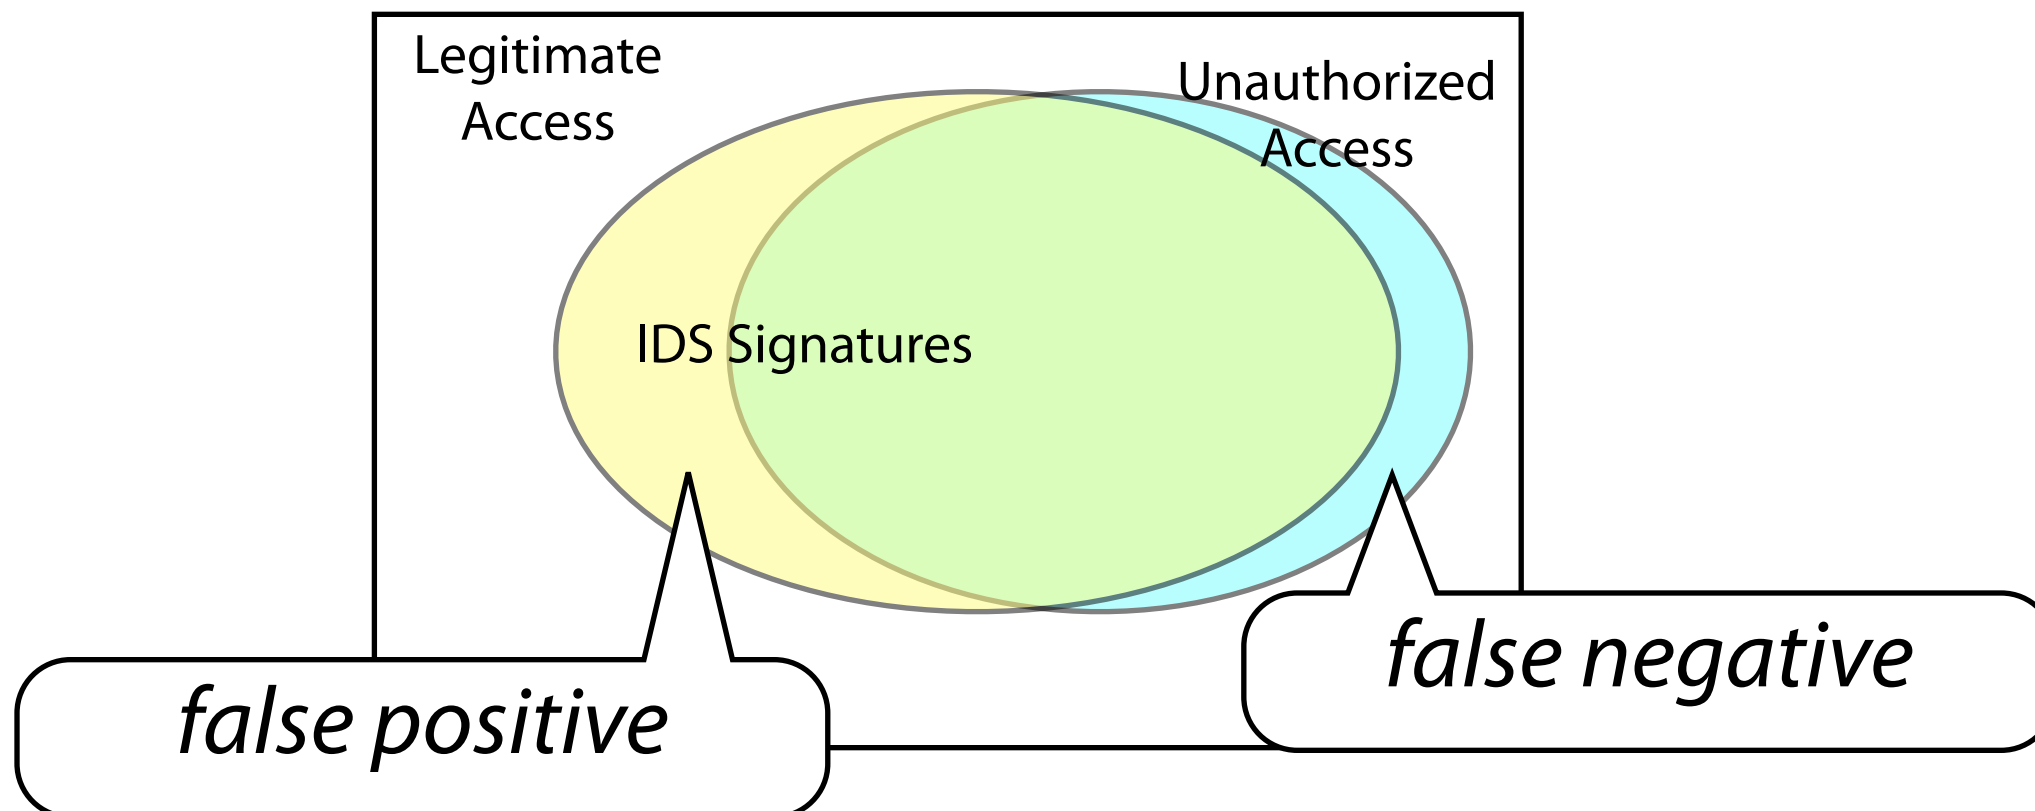 Legitimate
Access
Unauthorized
Access
IDS Signatures
false positive
false negative